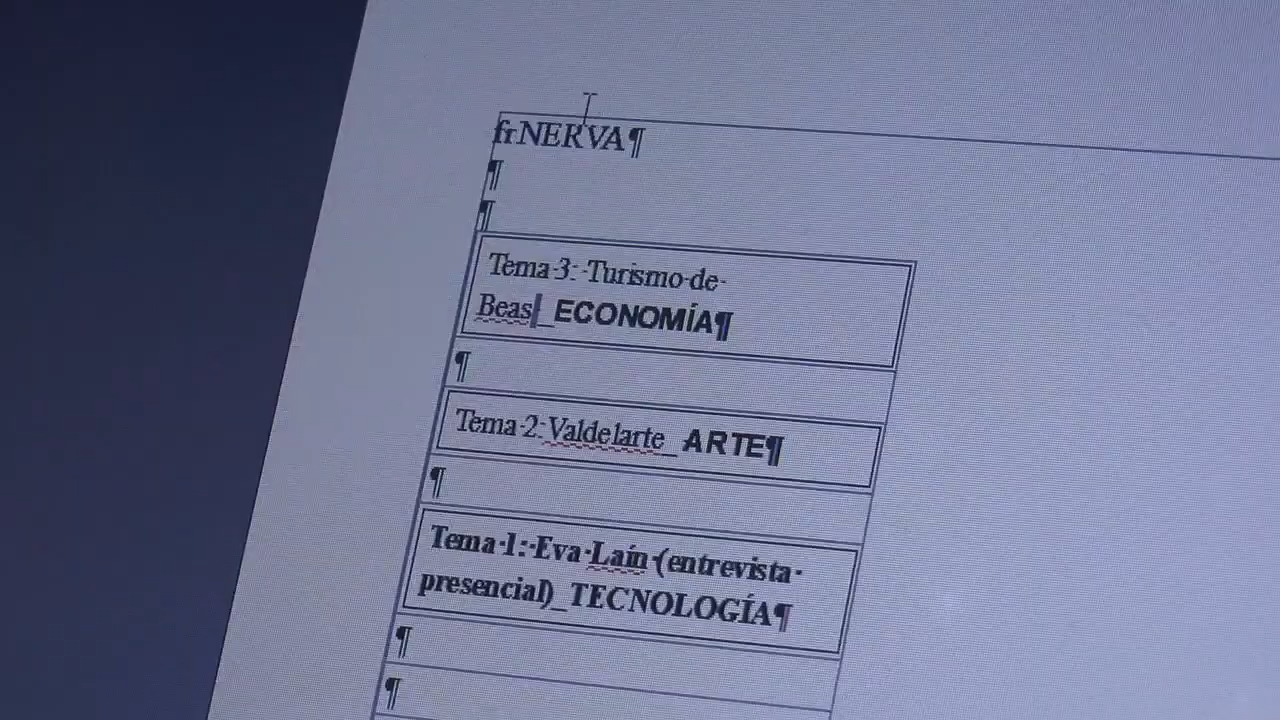 frNERVA¶
¶
¶
Tema·3:·Turismo·de·
Beas_ECONOMÍA¶
¶
Tema·2·Valdelarte_ARTE¶
¶
Tema·1:·Eva·Laín·(entrevista·
presencial)_TECNOLOGÍA¶
¶
¶